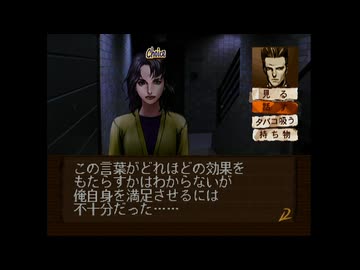 Choice
見る
話す
タバコ吸う
持ち物
この言葉がどれほどの効果を
もたらすかはわからないが
俺自身を満足させるには
不十分だった……